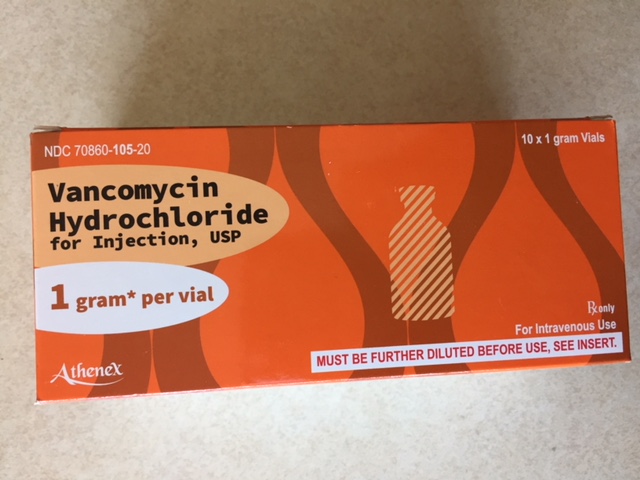 NDC 70860-105-20
10 x 1 gram Vials
Vancomycin
Hydrochloride
for Injection, USP
1 gram* per vial
Rx only
For Intravenous Use
MUST BE FURTHER DILUTED BEFORE USE, SEE INSERT.
Athenex